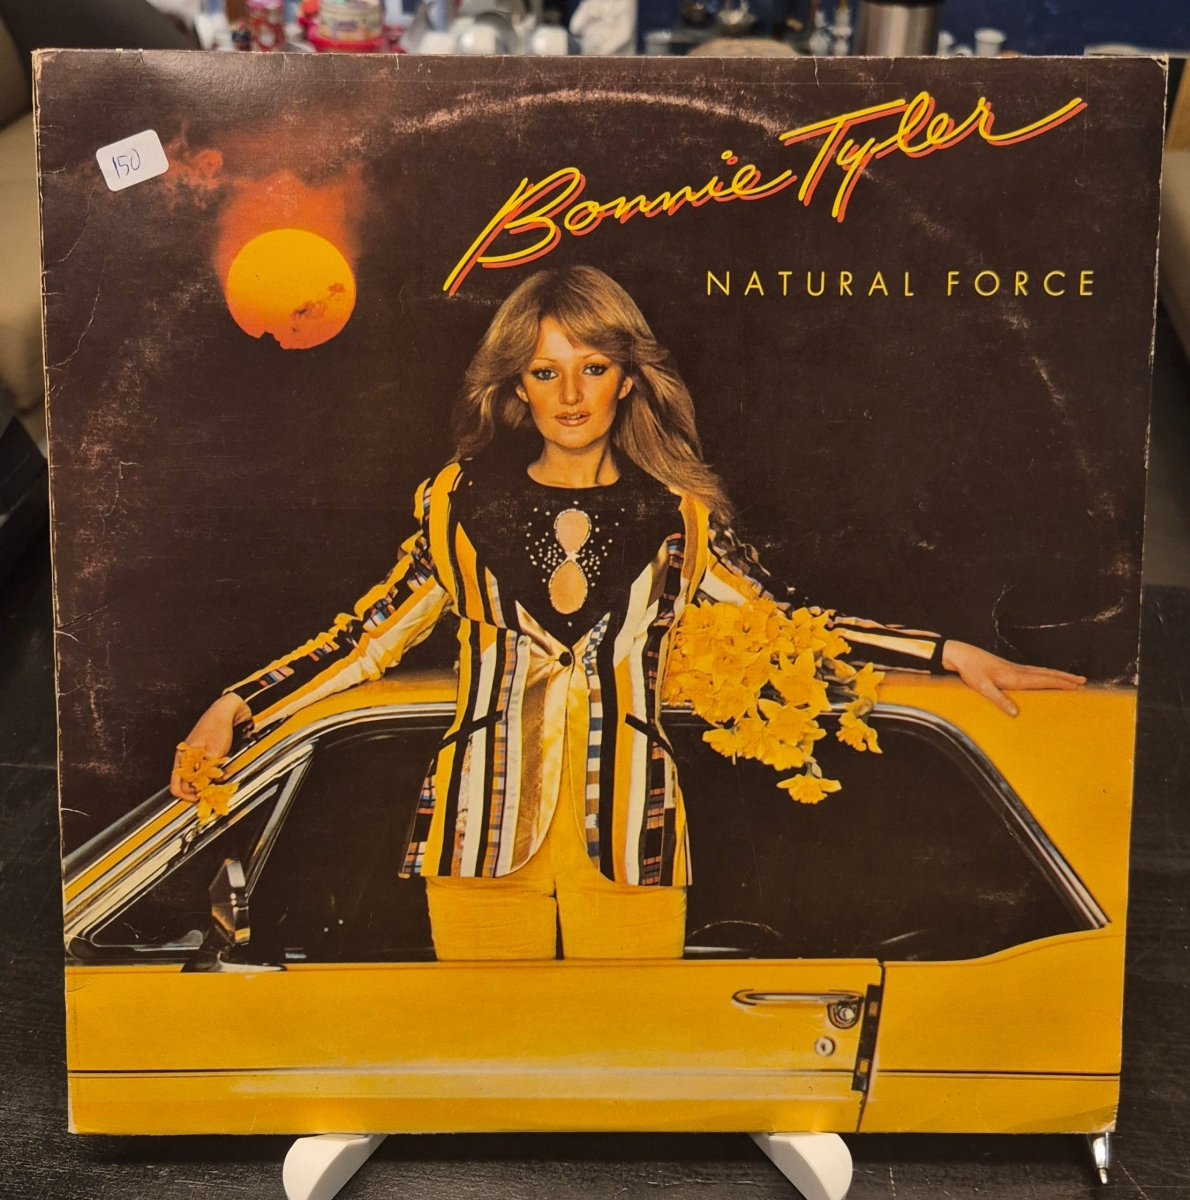 150
Bonnie Tyler
NATURAL FORCE